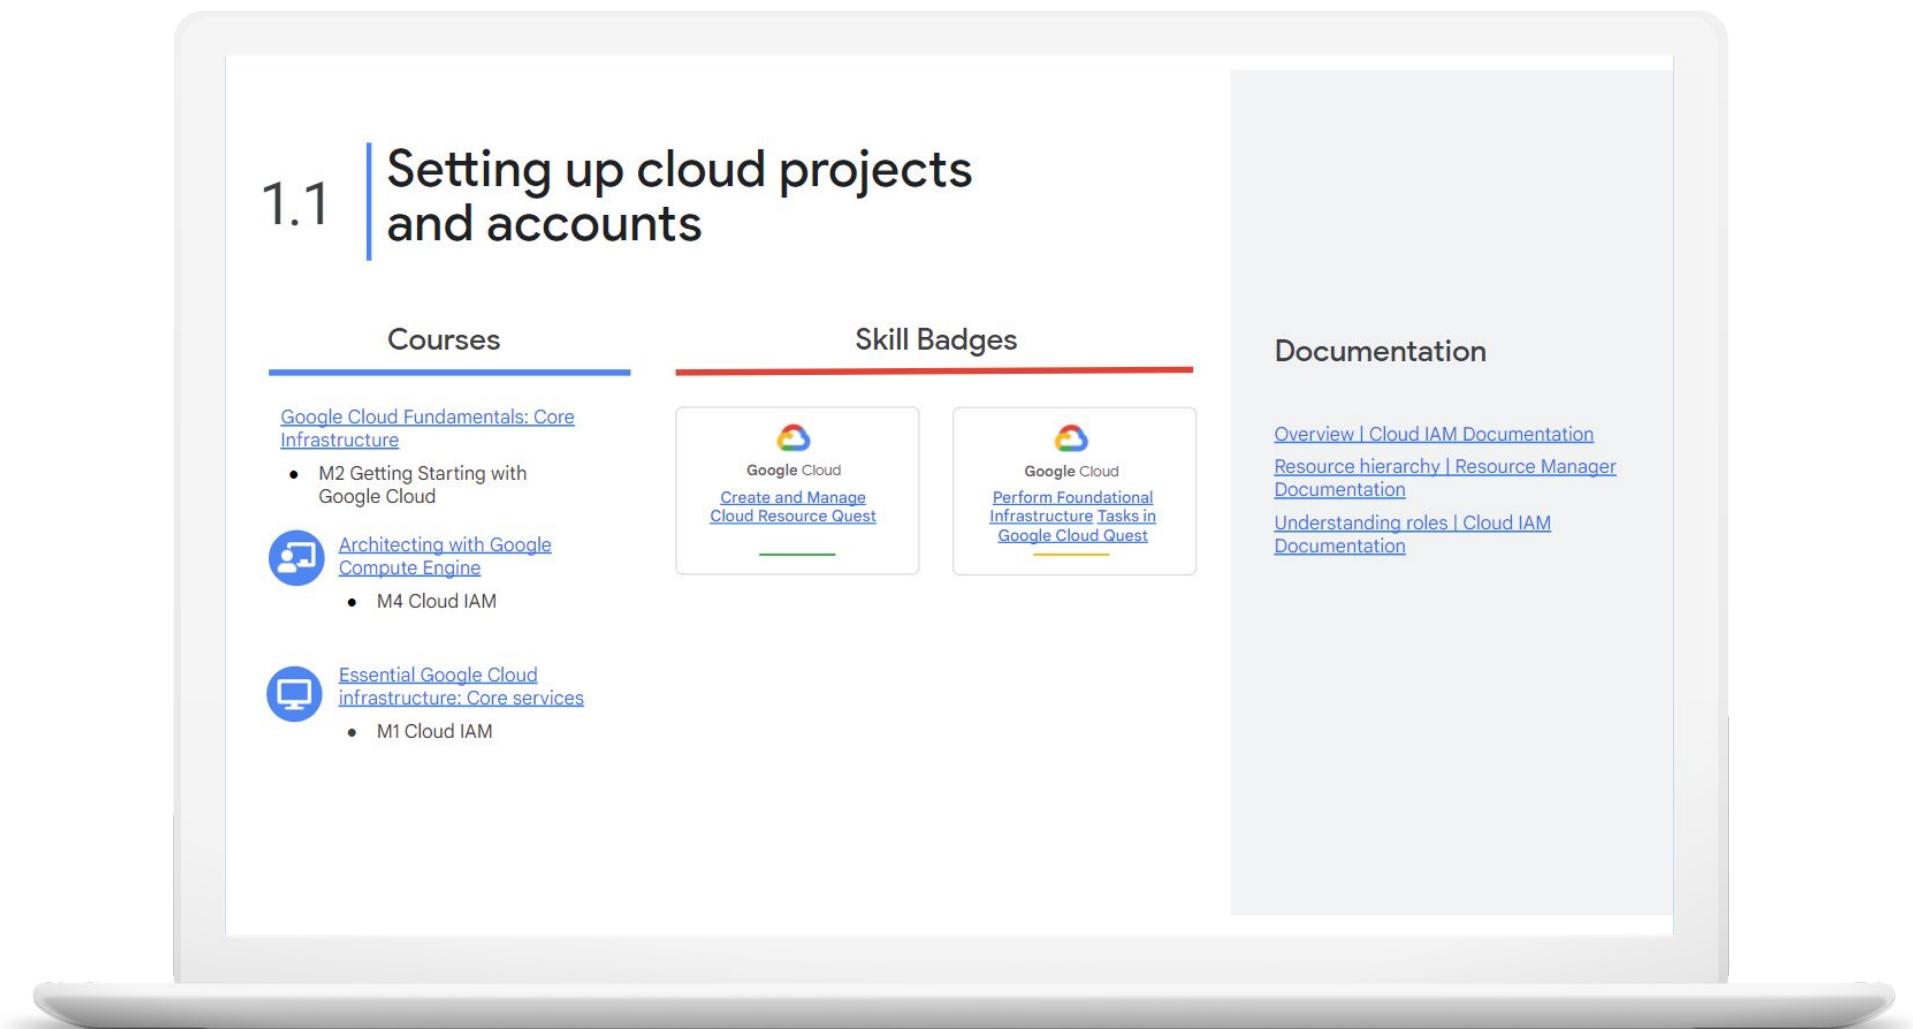 1.1
Setting up cloud projects
and accounts
Courses
Google Cloud Fundamentals: Core
Infrastructure
● M2 Getting Starting with
Google Cloud
Architecting with Google
Compute Engine
● M4 Cloud IAM
Essential Google Cloud
infrastructure: Core services
● M1 Cloud IAM
Skill Badges
Google Cloud
Create and Manage
Cloud Resource Quest
Google Cloud
Perform Foundational
Infrastructure Tasks in
Google Cloud Quest
Documentation
Overview | Cloud IAM Documentation
Resource hierarchy | Resource Manager
Documentation
Understanding roles | Cloud IAM
Documentation